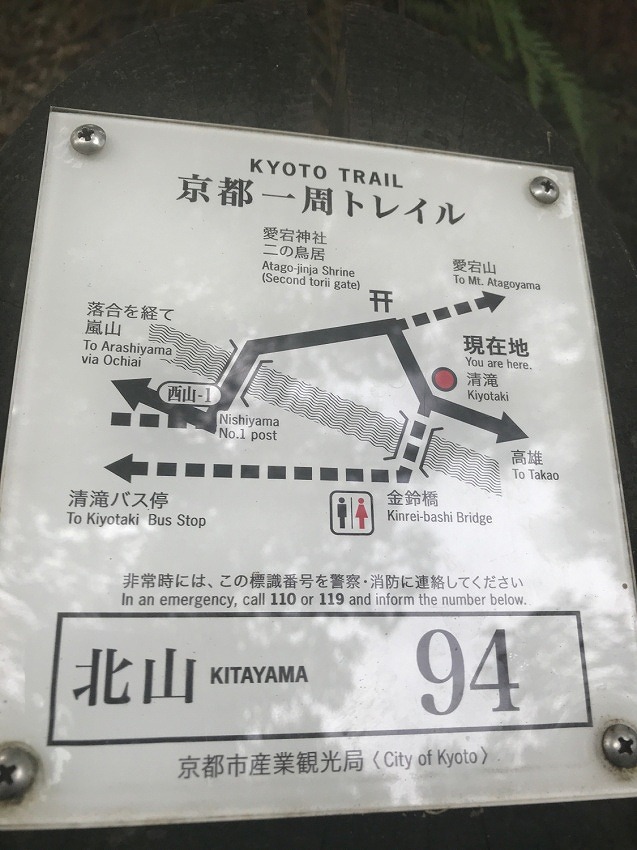 KYOTO TRAIL
京都一周トレイル
愛宕神社
二の鳥居
Atago-jinja Shrine
(Second torii gate)
愛宕山
To Mt. Atagoyama
落合を経て
嵐山
To Arashiyama
via Ochiai
現在地
You are here.
清滝
Kiyotaki
西山-1
Nishiyama
No.1 post
高雄
To Takao
清滝バス停
To Kiyotaki Bus Stop
金鈴橋
Kinrei-bashi Bridge
非常時には、この標識番号を警察・消防に連絡してください
In an emergency, call 110 or 119 and inform the number below.
北山 KITAYAMA 94
京都市産業観光局〈City of Kyoto〉